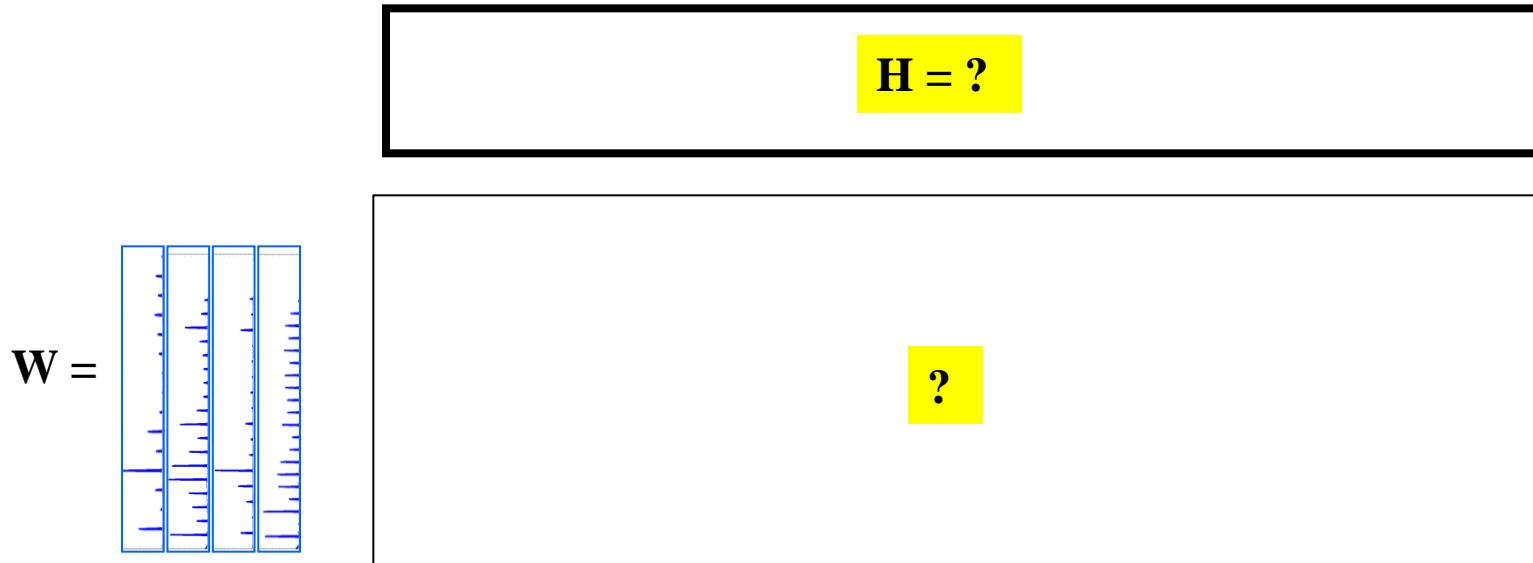 H = ?
W =
?